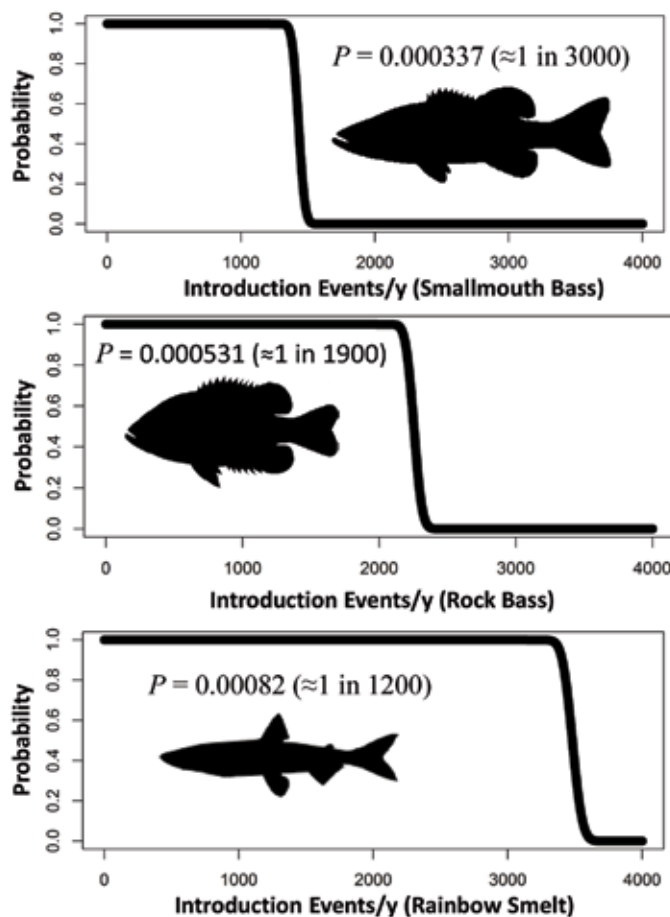 P = 0.000337 (≈1 in 3000)
Probability
0.0 0.2 0.4 0.6 0.8 1.0
0 1000 2000 3000 4000
Introduction Events/y (Smallmouth Bass)
P = 0.000531 (≈1 in 1900)
Probability
0.0 0.2 0.4 0.6 0.8 1.0
0 1000 2000 3000 4000
Introduction Events/y (Rock Bass)
P = 0.00082 (≈1 in 1200)
Probability
0.0 0.2 0.4 0.6 0.8 1.0
0 1000 2000 3000 4000
Introduction Events/y (Rainbow Smelt)